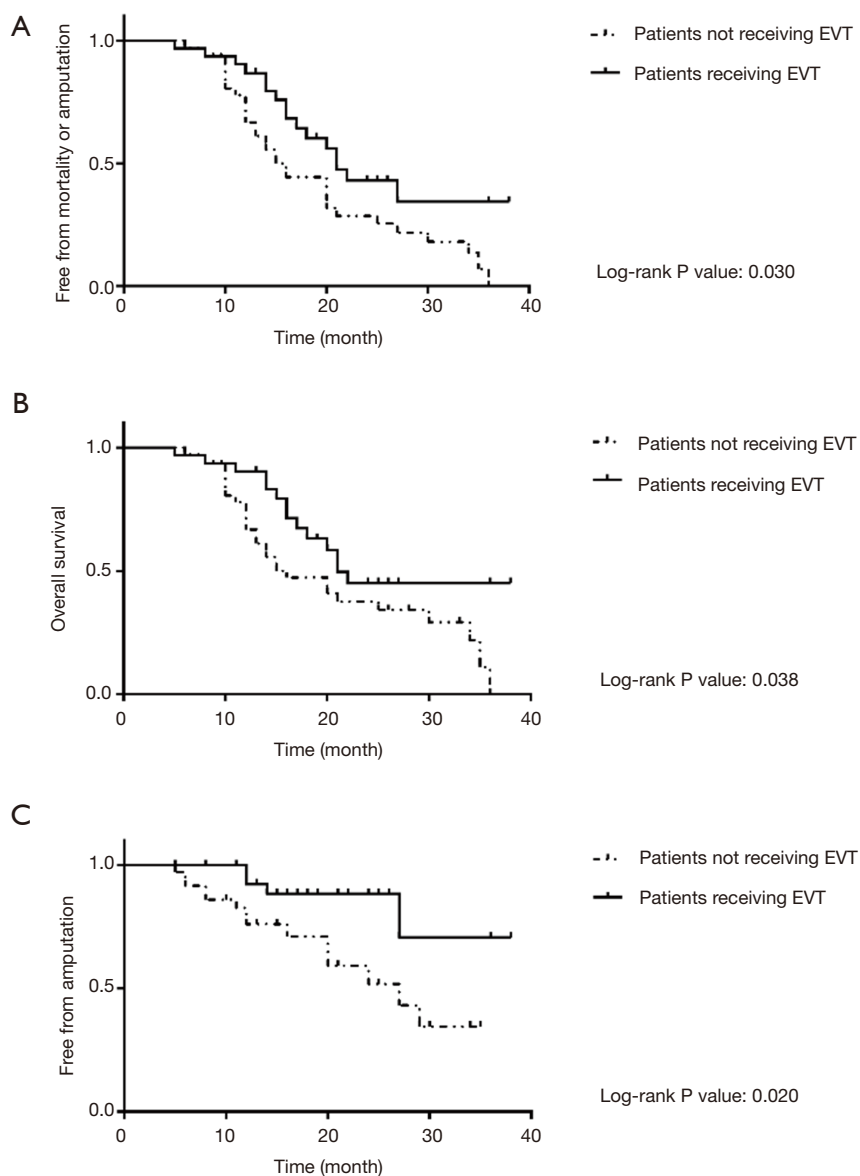 A
1.0
0.5
0.0
Free from mortality or amputation
0
10
20
30
40
Time (month)
Patients not receiving EVT
Patients receiving EVT
Log-rank P value: 0.030
B
1.0
0.5
0.0
Overall survival
0
10
20
30
40
Time (month)
Patients not receiving EVT
Patients receiving EVT
Log-rank P value: 0.038
C
1.0
0.5
0.0
Free from amputation
0
10
20
30
40
Time (month)
Patients not receiving EVT
Patients receiving EVT
Log-rank P value: 0.020